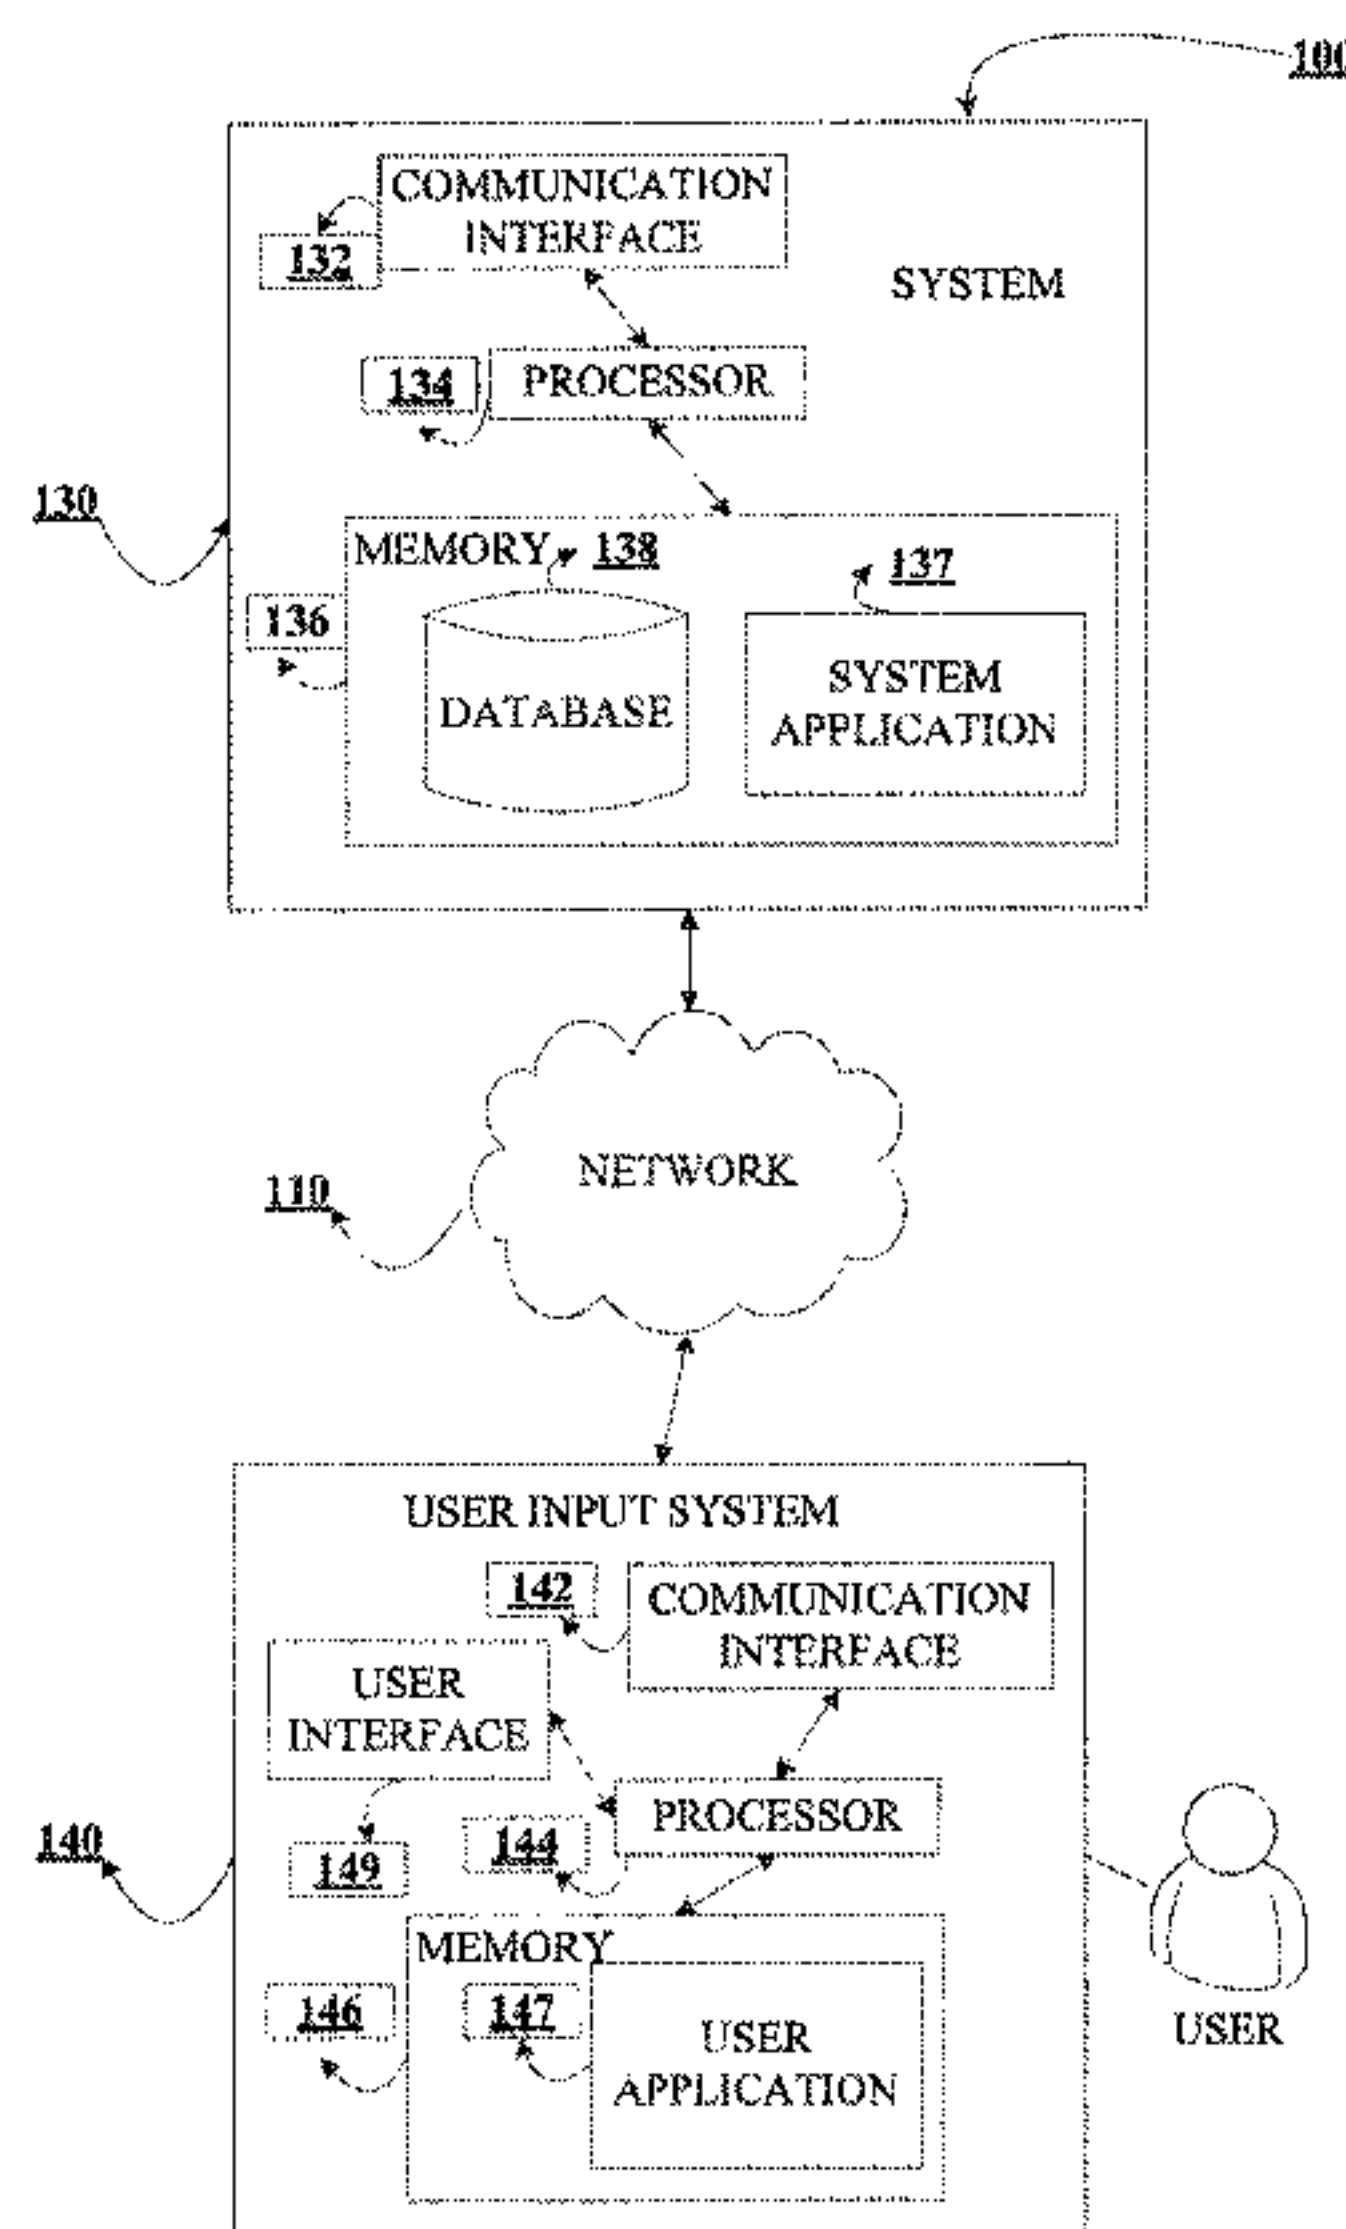 100
COMMUNICATION
INTERFACE
132
SYSTEM
134
PROCESSOR
130
MEMORY
138
137
136
DATABASE
SYSTEM
APPLICATION
NETWORK
110
USER INPUT SYSTEM
142
COMMUNICATION
INTERFACE
USER
INTERFACE
PROCESSOR
144
140
149
MEMORY
146
147
USER
APPLICATION
USER